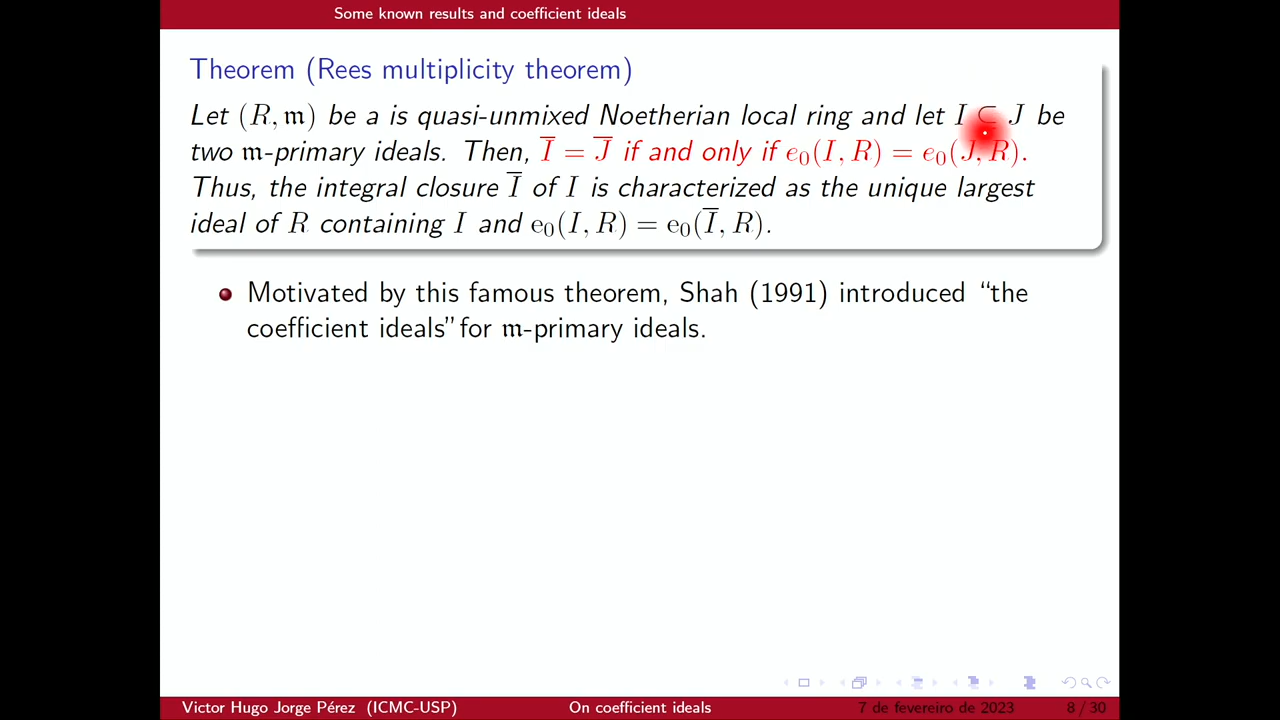 Some known results and coefficient ideals
Theorem (Rees multiplicity theorem)
Let (R, 𝔪) be a is quasi-unmixed Noetherian local ring and let I ⊆ J be
two 𝔪-primary ideals. Then, I̅ = J̅ if and only if e₀(I, R) = e₀(J, R).
Thus, the integral closure I̅ of I is characterized as the unique largest
ideal of R containing I and e₀(I, R) = e₀(I̅, R).
Motivated by this famous theorem, Shah (1991) introduced “the
coefficient ideals” for 𝔪-primary ideals.
Victor Hugo Jorge Pérez (ICMC-USP) On coefficient ideals 7 de fevereiro de 2023 8 / 30